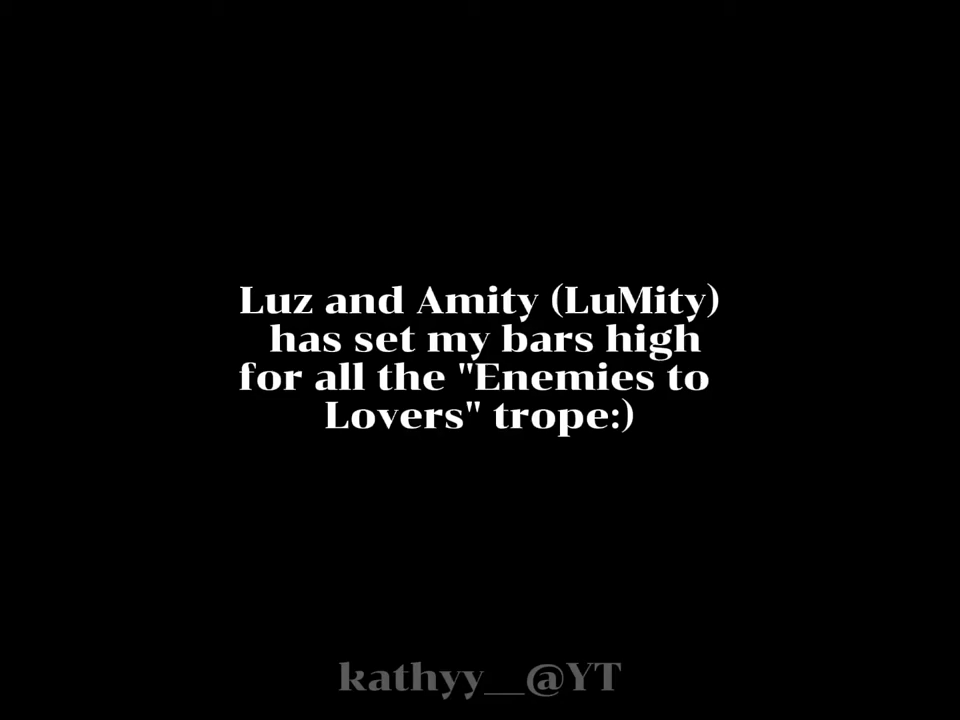 Luz and Amity (LuMity)
has set my bars high
for all the "Enemies to
Lovers" trope:)
kathyy__@YT